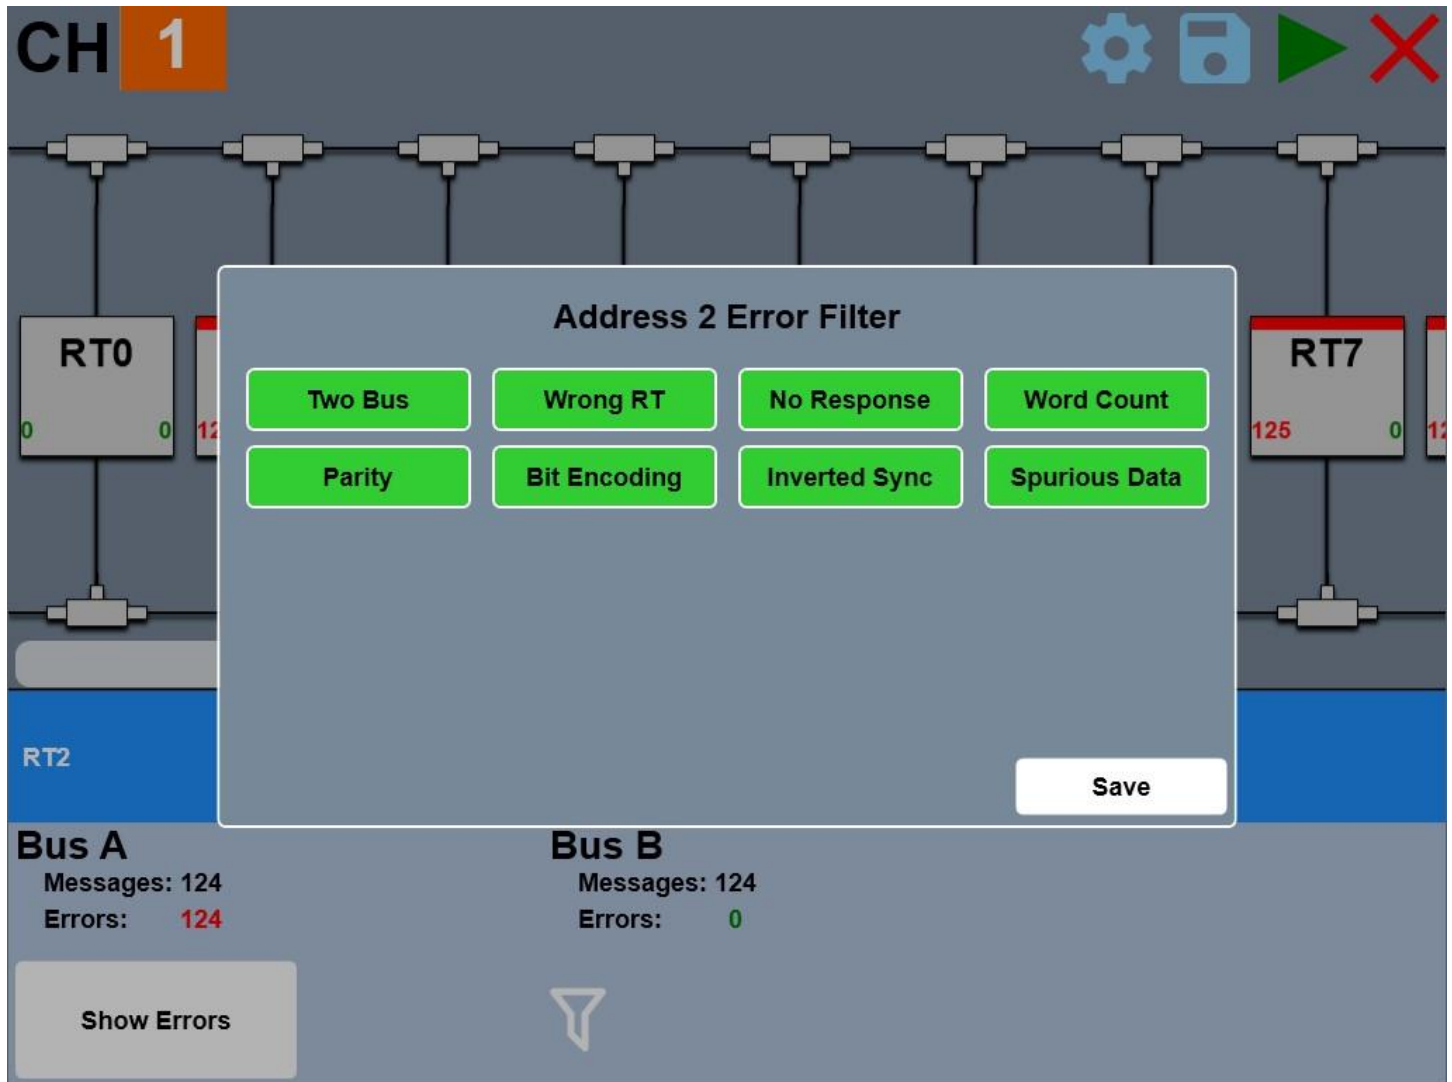 CH 1
Address 2 Error Filter
RT0
RT7
Two Bus
Wrong RT
No Response
Word Count
0 0
125 0
Parity
Bit Encoding
Inverted Sync
Spurious Data
RT2
Save
Bus A
Bus B
Messages: 124
Messages: 124
Errors: 124
Errors: 0
Show Errors